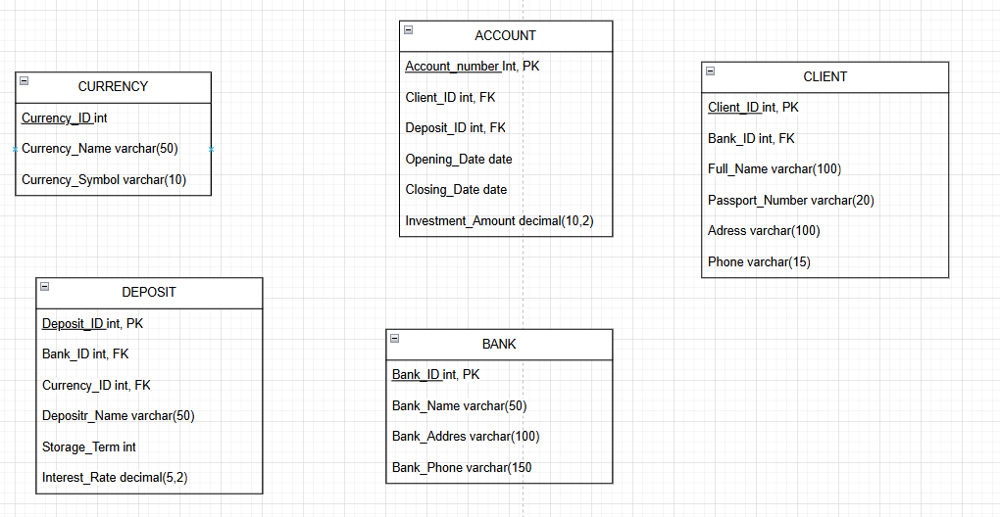 CURRENCY
Currency_ID int
Currency_Name varchar(50)
Currency_Symbol varchar(10)
ACCOUNT
Account_number Int, PK
Client_ID int, FK
Deposit_ID int, FK
Opening_Date date
Closing_Date date
Investment_Amount decimal(10,2)
CLIENT
Client_ID int, PK
Bank_ID int, FK
Full_Name varchar(100)
Passport_Number varchar(20)
Adress varchar(100)
Phone varchar(15)
DEPOSIT
Deposit_ID int, PK
Bank_ID int, FK
Currency_ID int, FK
Depositr_Name varchar(50)
Storage_Term int
Interest_Rate decimal(5,2)
BANK
Bank_ID int, PK
Bank_Name varchar(50)
Bank_Addres varchar(100)
Bank_Phone varchar(150